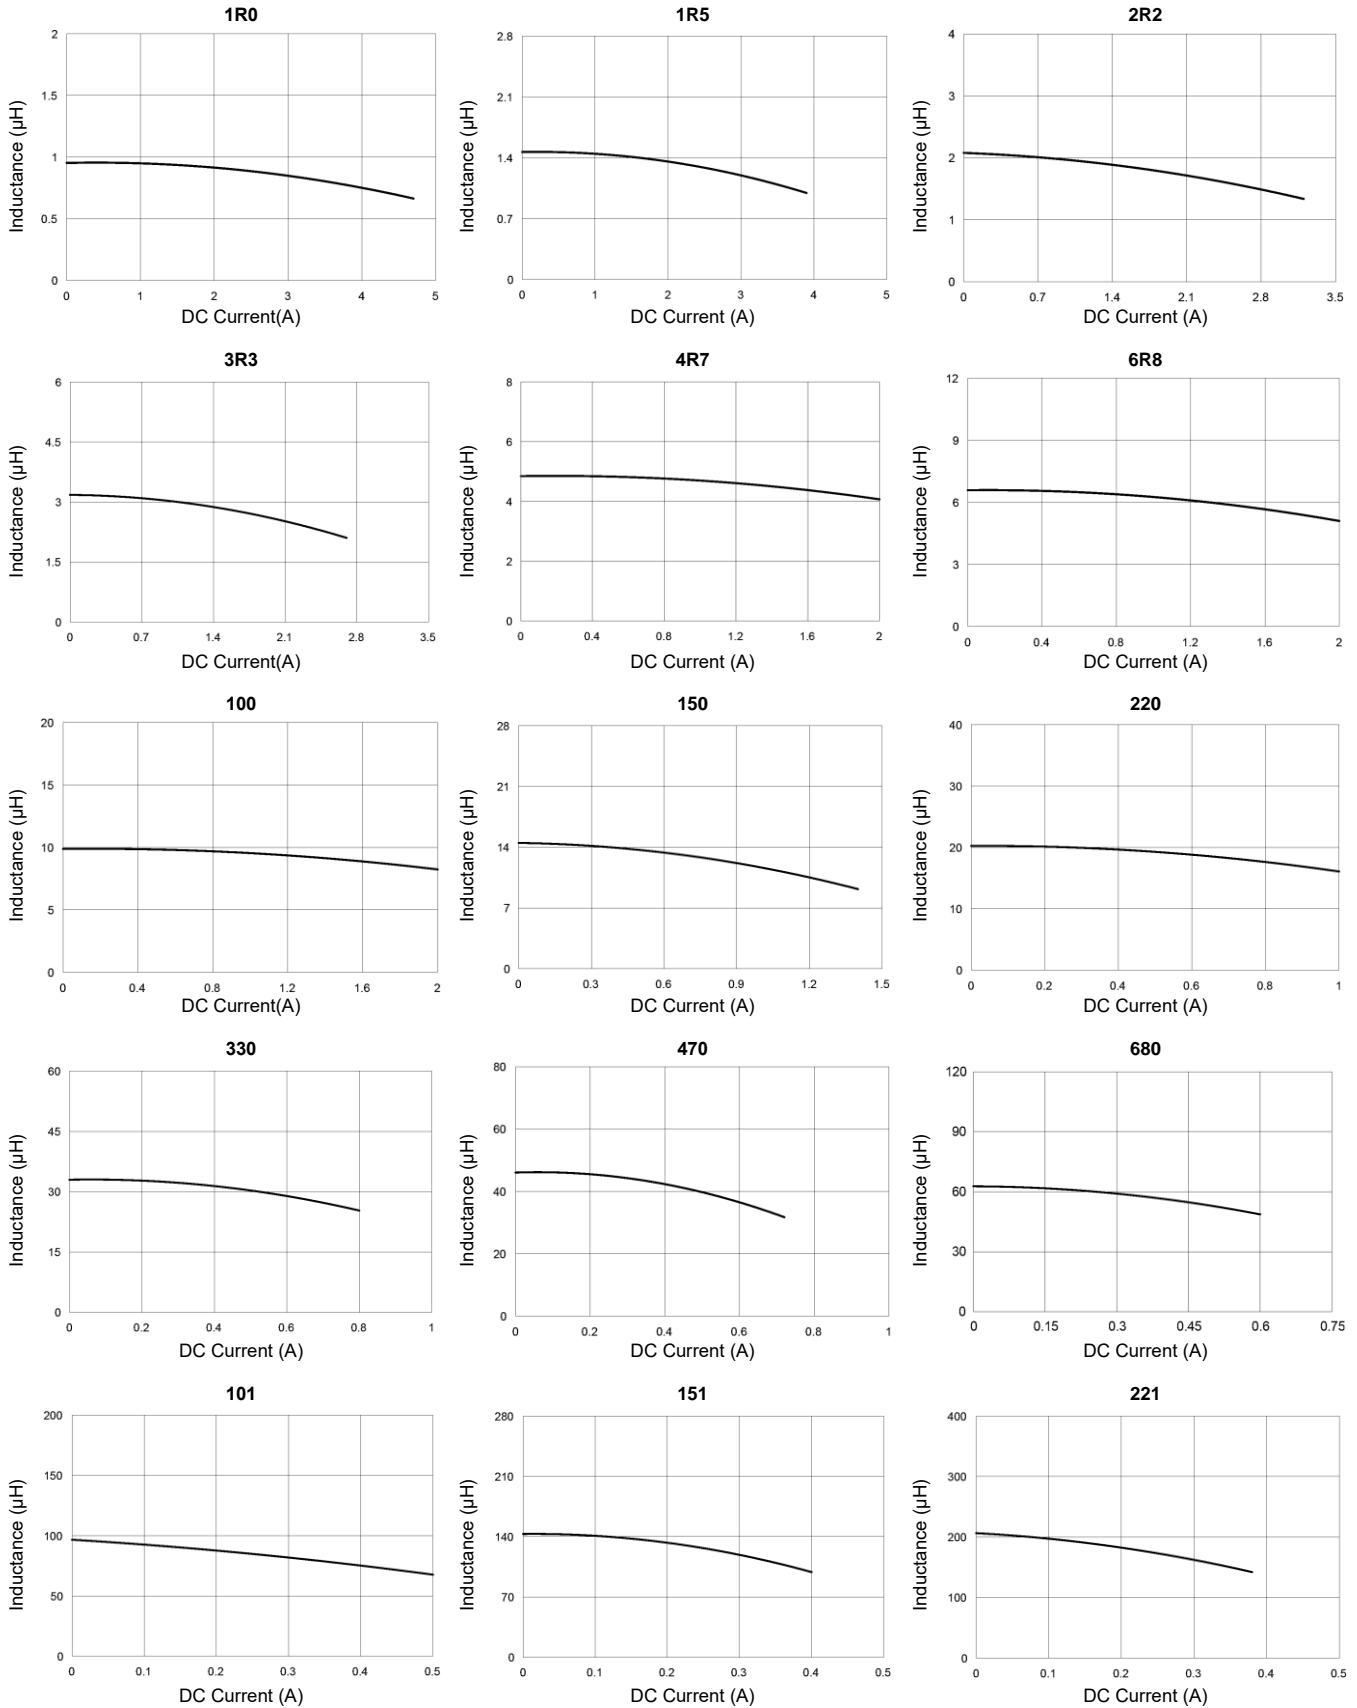 1R0
2
1.5
1
0.5
0
0 1 2 3 4 5
Inductance (µH)
DC Current(A)
1R5
2.8
2.1
1.4
0.7
0
0 1 2 3 4 5
Inductance (µH)
DC Current (A)
2R2
4
3
2
1
0
0 0.7 1.4 2.1 2.8 3.5
Inductance (µH)
DC Current (A)
3R3
6
4.5
3
1.5
0
0 0.7 1.4 2.1 2.8 3.5
Inductance (µH)
DC Current(A)
4R7
8
6
4
2
0
0 0.4 0.8 1.2 1.6 2
Inductance (µH)
DC Current (A)
6R8
12
9
6
3
0
0 0.4 0.8 1.2 1.6 2
Inductance (µH)
DC Current (A)
100
20
15
10
5
0
0 0.4 0.8 1.2 1.6 2
Inductance (µH)
DC Current(A)
150
28
21
14
7
0
0 0.3 0.6 0.9 1.2 1.5
Inductance (µH)
DC Current (A)
220
40
30
20
10
0
0 0.2 0.4 0.6 0.8 1
Inductance (µH)
DC Current (A)
330
60
45
30
15
0
0 0.2 0.4 0.6 0.8 1
Inductance (µH)
DC Current (A)
470
80
60
40
20
0
0 0.2 0.4 0.6 0.8 1
Inductance (µH)
DC Current (A)
680
120
90
60
30
0
0 0.15 0.3 0.45 0.6 0.75
Inductance (µH)
DC Current (A)
101
200
150
100
50
0
0 0.1 0.2 0.3 0.4 0.5
Inductance (µH)
DC Current (A)
151
280
210
140
70
0
0 0.1 0.2 0.3 0.4 0.5
Inductance (µH)
DC Current (A)
221
400
300
200
100
0
0 0.1 0.2 0.3 0.4 0.5
Inductance (µH)
DC Current (A)